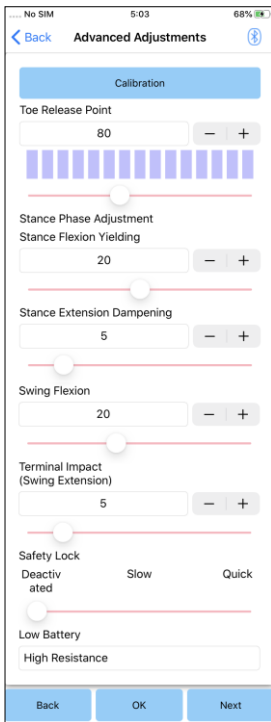 No SIM 5:03 68%
Back Advanced Adjustments
Calibration
Toe Release Point
80 − +
Stance Phase Adjustment
Stance Flexion Yielding
20 − +
Stance Extension Dampening
5 − +
Swing Flexion
20 − +
Terminal Impact
(Swing Extension)
5 − +
Safety Lock
Deactiv Slow Quick
ated
Low Battery
High Resistance
Back OK Next